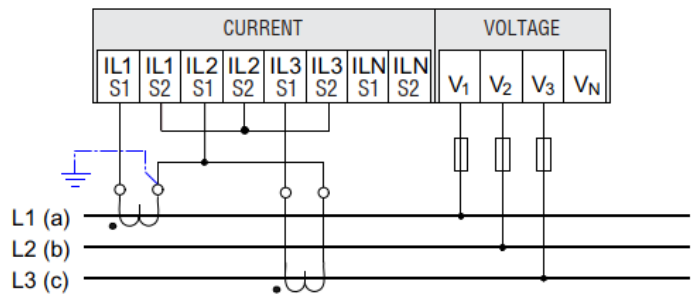 CURRENT VOLTAGE
IL1 IL1 IL2 IL2 IL3 IL3 ILN ILN
S1 S2 S1 S2 S1 S2 S1 S2
V1 V2 V3 VN
L1 (a)
L2 (b)
L3 (c)